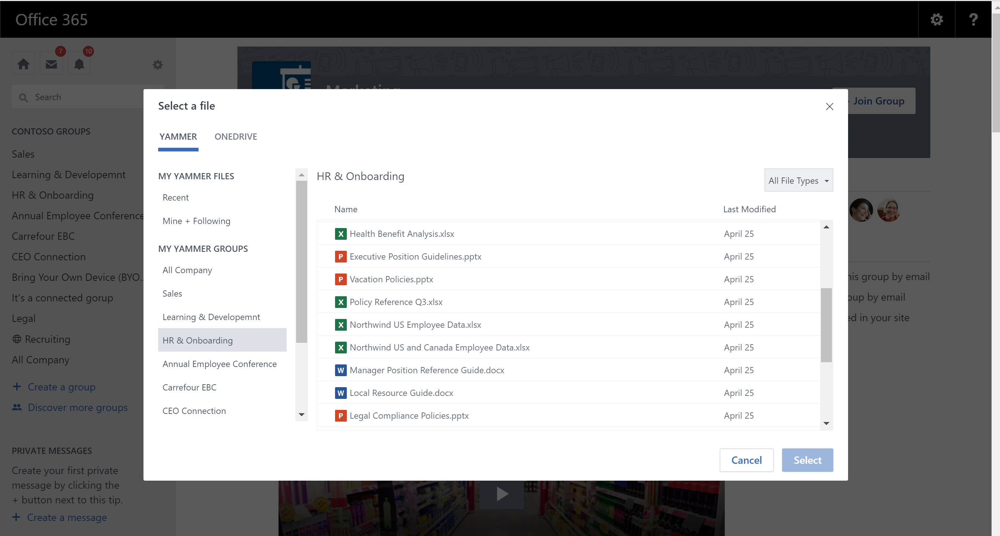 Office 365
?
7
10
Search
CONTOSO GROUPS
Sales
Learning & Developemnt
HR & Onboarding
Annual Employee Conference
Carrefour EBC
CEO Connection
Bring Your Own Device (BYO...
It's a connected gorup
Legal
Recruiting
All Company
+ Create a group
Discover more groups
PRIVATE MESSAGES
Create your first private
message by clicking the
+ button next to this tip.
+ Create a message
Marketing
Join Group
Select a file
YAMMER
ONEDRIVE
MY YAMMER FILES
Recent
Mine + Following
MY YAMMER GROUPS
All Company
Sales
Learning & Developemnt
HR & Onboarding
Annual Employee Conference
Carrefour EBC
CEO Connection
HR & Onboarding
All File Types
Name Last Modified
X Health Benefit Analysis.xlsx April 25
P Executive Position Guidelines.pptx April 25
P Vacation Policies.pptx April 25
X Policy Reference Q3.xlsx April 25
X Northwind US Employee Data.xlsx April 25
X Northwind US and Canada Employee Data.xlsx April 25
W Manager Position Reference Guide.docx April 25
W Local Resource Guide.docx April 25
P Legal Compliance Policies.pptx April 25
Cancel
Select
group by email
by email
in your site